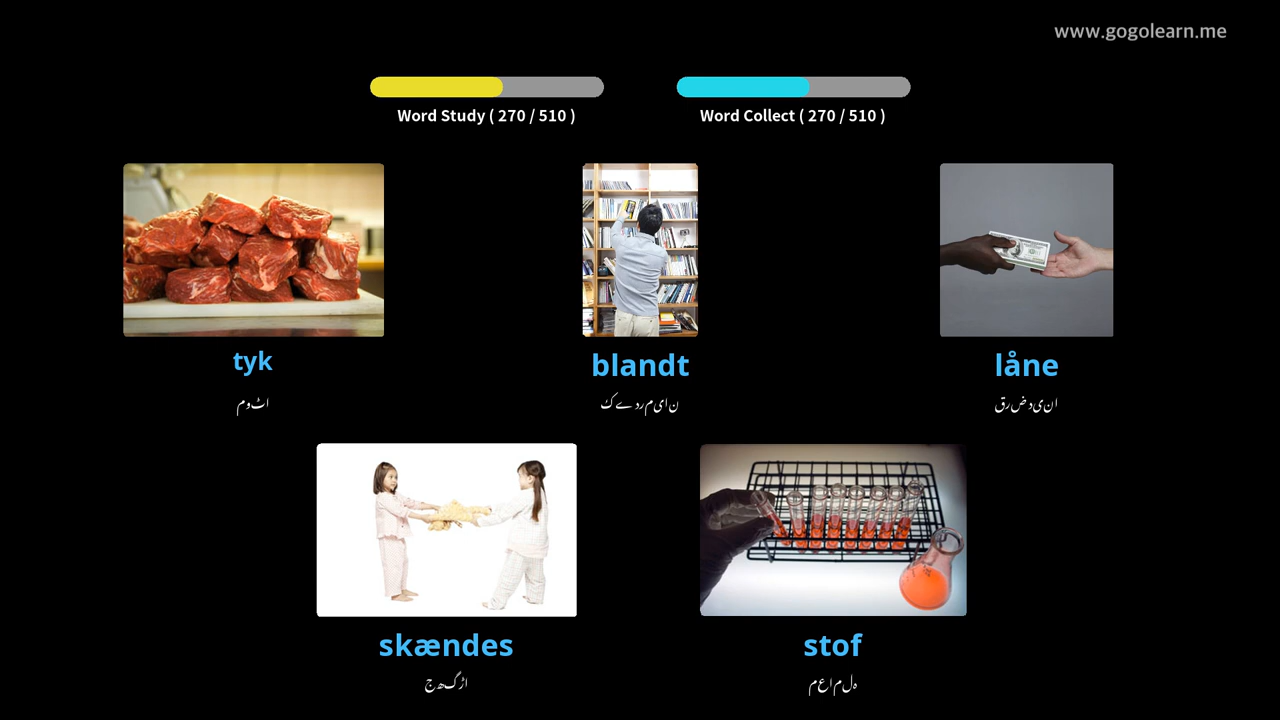 www.gogolearn.me
Word Study ( 270 / 510 )
Word Collect ( 270 / 510 )
tyk
موٹا
blandt
کے درمیان
låne
قرض دینا
skændes
جھگڑا
stof
معاملہ